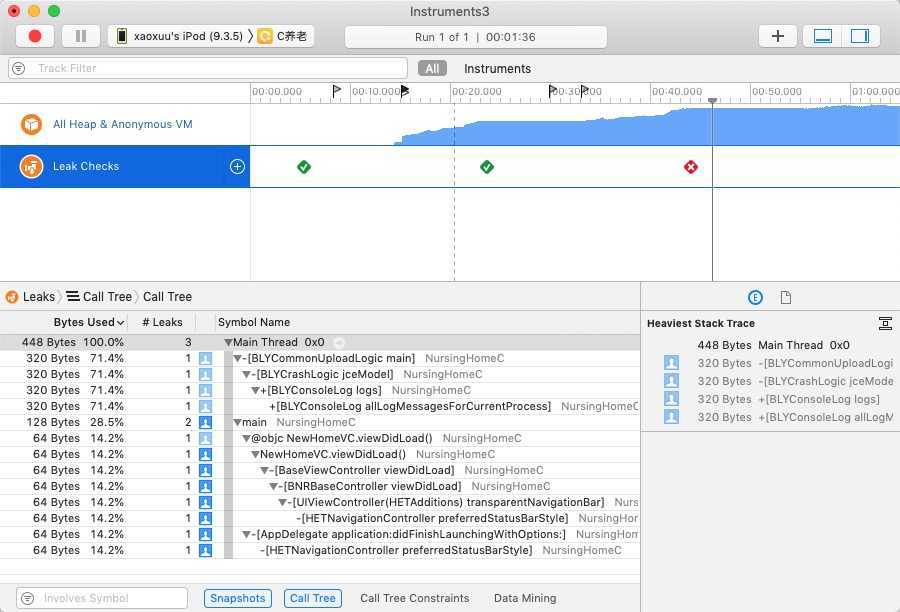 Instruments3
xaoxuu's iPod (9.3.5) C养老
Run 1 of 1 | 00:01:36
Track Filter
All Instruments
00:00.000 00:10.000 00:20.000 00:30.000 00:40.000 00:50.000 01:00.000
All Heap & Anonymous VM
Leak Checks
Leaks Call Tree Call Tree
Bytes Used # Leaks Symbol Name
448 Bytes 100.0% 3 Main Thread 0x0
320 Bytes 71.4% 1 -[BLYCommonUploadLogic main] NursingHomeC
320 Bytes 71.4% 1 -[BLYCrashLogic jceModel] NursingHomeC
320 Bytes 71.4% 1 +[BLYConsoleLog logs] NursingHomeC
320 Bytes 71.4% 1 +[BLYConsoleLog allLogMessagesForCurrentProcess] NursingHomeC
128 Bytes 28.5% 2 main NursingHomeC
64 Bytes 14.2% 1 @objc NewHomeVC.viewDidLoad() NursingHomeC
64 Bytes 14.2% 1 NewHomeVC.viewDidLoad() NursingHomeC
64 Bytes 14.2% 1 -[BaseViewController viewDidLoad] NursingHomeC
64 Bytes 14.2% 1 -[BNRBaseController viewDidLoad] NursingHomeC
64 Bytes 14.2% 1 -[UIViewController(HETAdditions) transparentNavigationBar] Nurs
64 Bytes 14.2% 1 -[HETNavigationController preferredStatusBarStyle] NursingHor
64 Bytes 14.2% 1 -[AppDelegate application:didFinishLaunchingWithOptions:] NursingHom
64 Bytes 14.2% 1 -[HETNavigationController preferredStatusBarStyle] NursingHomeC
Involves Symbol Snapshots Call Tree Call Tree Constraints Data Mining
E
Heaviest Stack Trace
448 Bytes Main Thread 0x0
320 Bytes -[BLYCommonUploadLogi
320 Bytes -[BLYCrashLogic jceMode
320 Bytes +[BLYConsoleLog logs]
320 Bytes +[BLYConsoleLog allLogM